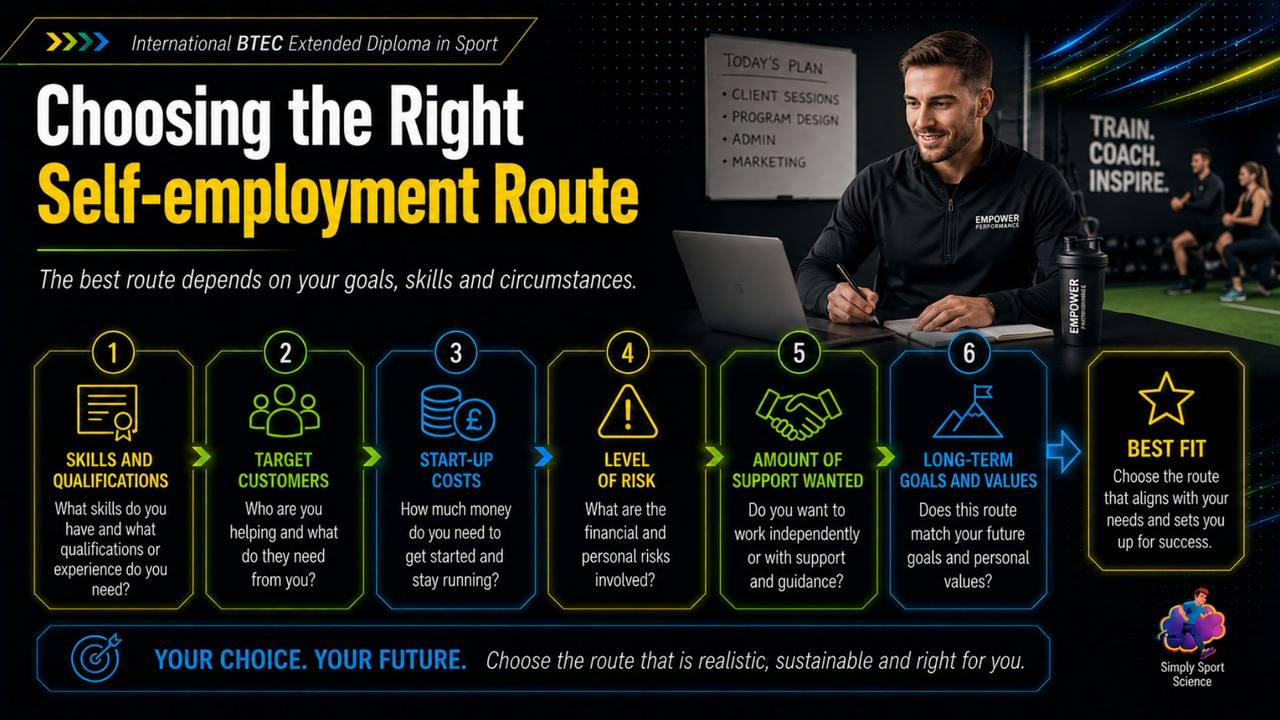 International BTEC Extended Diploma in Sport
Choosing the Right
Self-employment Route
The best route depends on your goals, skills and circumstances.
TODAY'S PLAN
• CLIENT SESSIONS
• PROGRAM DESIGN
• ADMIN
• MARKETING
TRAIN.
COACH.
INSPIRE.
EMPOWER
PERFORMANCE
EMPOWER
1
SKILLS AND
QUALIFICATIONS
What skills do you
have and what
qualifications or
experience do you
need?
2
TARGET
CUSTOMERS
Who are you
helping and what
do they need
from you?
3
£
START-UP
COSTS
How much money
do you need to
get started and
stay running?
4
LEVEL
OF RISK
What are the
financial and
personal risks
involved?
5
AMOUNT OF
SUPPORT WANTED
Do you want to
work independently
or with support
and guidance?
6
LONG-TERM
GOALS AND VALUES
Does this route
match your future
goals and personal
values?
BEST FIT
Choose the route
that aligns with your
needs and sets you
up for success.
YOUR CHOICE. YOUR FUTURE. Choose the route that is realistic, sustainable and right for you.
Simply Sport
Science